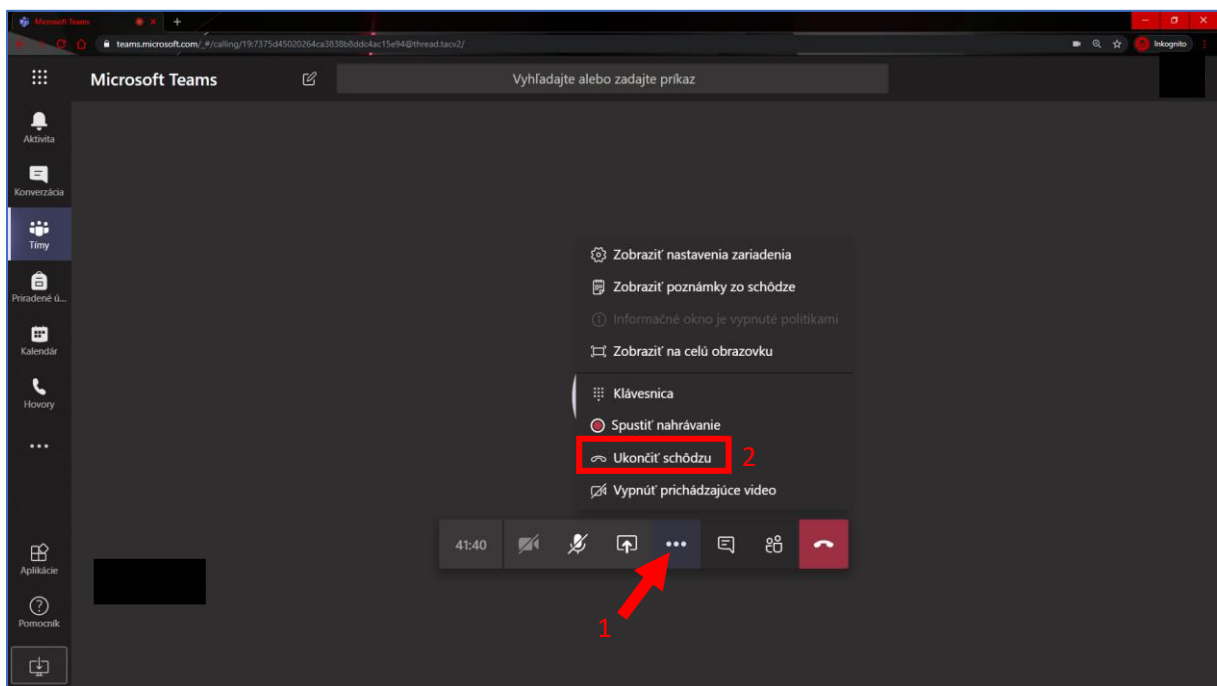 Microsoft Teams
teams.microsoft.com/_#/calling/19:7375d45020264ca3838b8ddc4ac15e94@thread.tacv2/
Inkognito
Microsoft Teams
Vyhľadajte alebo zadajte príkaz
Aktivita
Konverzácia
Tímy
Priradené ú...
Kalendár
Hovory
Aplikácie
Pomocník
Zobraziť nastavenia zariadenia
Zobraziť poznámky zo schôdze
Informačné okno je vypnuté politikami
Zobraziť na celú obrazovku
Klávesnica
Spustiť nahrávanie
Ukončiť schôdzu 2
Vypnúť prichádzajúce video
41:40
1